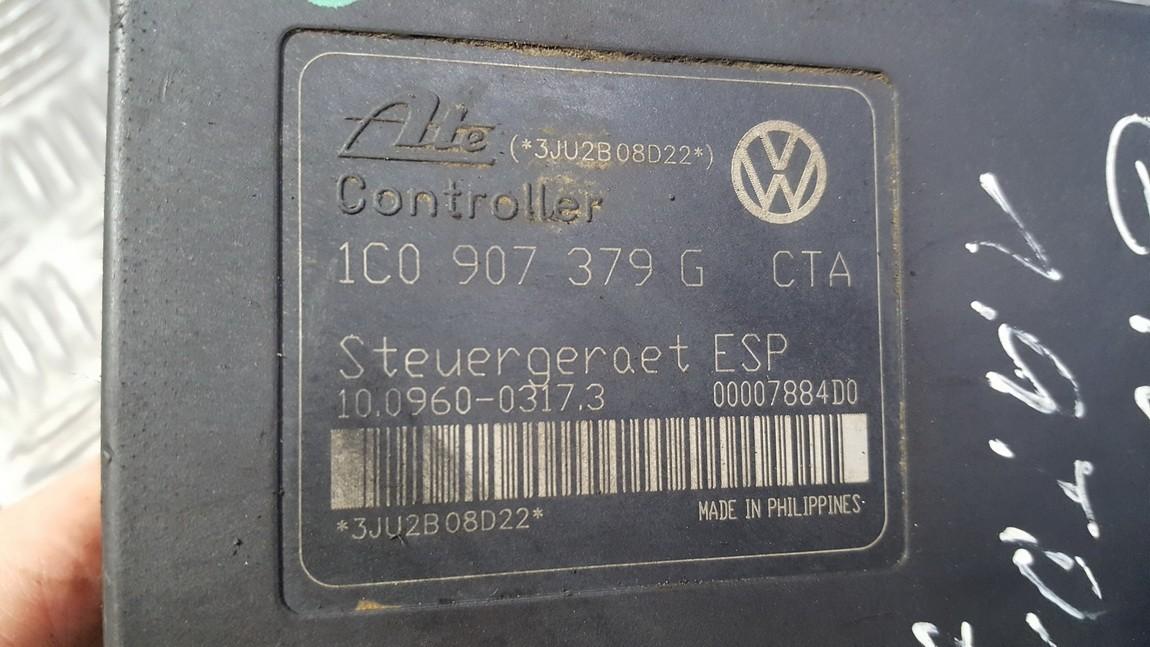 Ate (*3JU2B08D22*)
Controller
1C0 907 379 G CTA
Steuergeraet ESP
10.0960-0317.3 00007884D0
*3JU2B08D22*
MADE IN PHILIPPINES